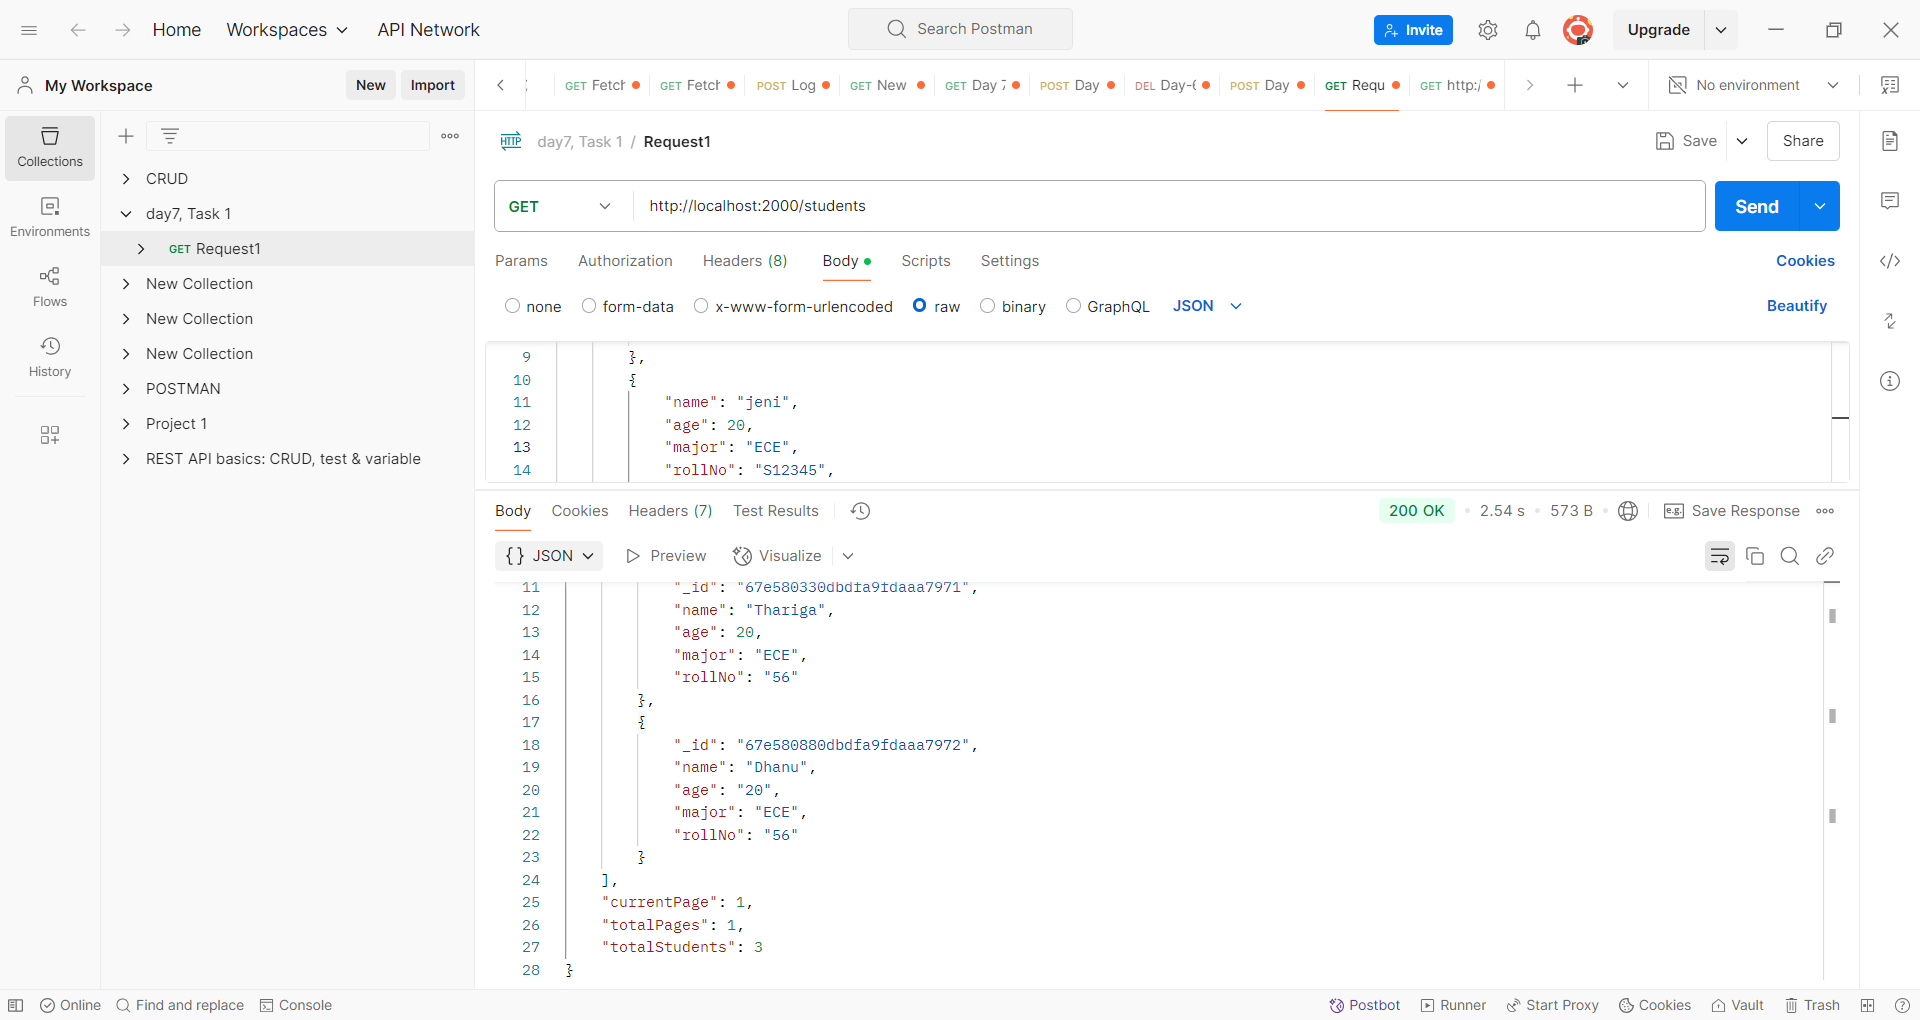 Home Workspaces API Network Search Postman Invite Upgrade
My Workspace New Import
GET Fetch GET Fetch POST Log GET New GET Day 7 POST Day DEL Day-6 POST Day GET Requ GET http:/ No environment
Collections
Environments
Flows
History
CRUD
day7, Task 1
GET Request1
New Collection
New Collection
New Collection
POSTMAN
Project 1
REST API basics: CRUD, test & variable
HTTP day7, Task 1 / Request1 Save Share
GET http://localhost:2000/students Send
Params Authorization Headers (8) Body Scripts Settings Cookies
none form-data x-www-form-urlencoded raw binary GraphQL JSON Beautify
9 },
10 {
11 "name": "jeni",
12 "age": 20,
13 "major": "ECE",
14 "rollNo": "S12345",
Body Cookies Headers (7) Test Results 200 OK 2.54 s 573 B e.g. Save Response
{} JSON Preview Visualize
11 "_id": "67e580330dbdfa9fdaaa7971",
12 "name": "Thariga",
13 "age": 20,
14 "major": "ECE",
15 "rollNo": "56"
16 },
17 {
18 "_id": "67e580880dbdfa9fdaaa7972",
19 "name": "Dhanu",
20 "age": "20",
21 "major": "ECE",
22 "rollNo": "56"
23 }
24 ],
25 "currentPage": 1,
26 "totalPages": 1,
27 "totalStudents": 3
28 }
Online Find and replace Console Postbot Runner Start Proxy Cookies Vault Trash